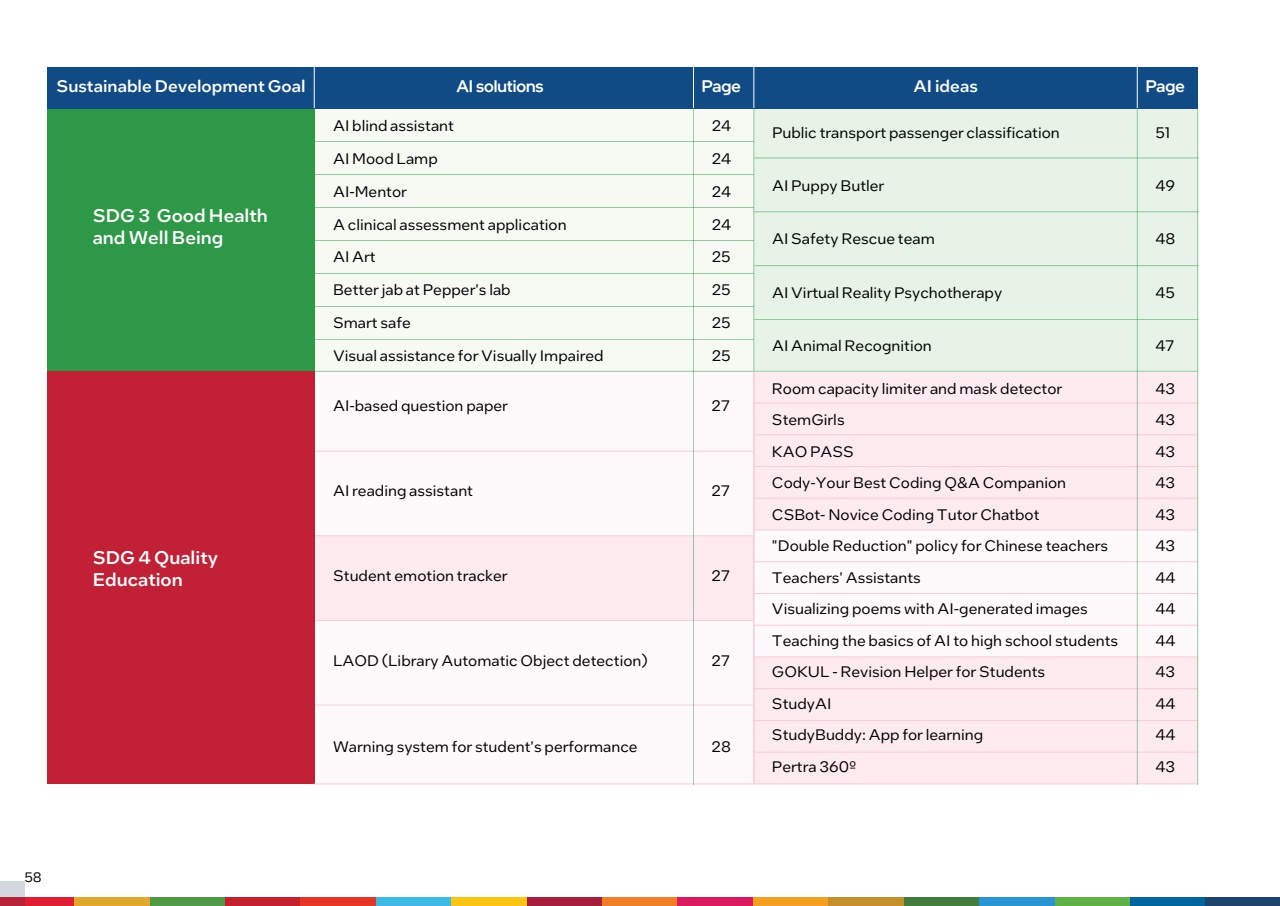 Sustainable Development Goal AI solutions Page AI ideas Page
SDG 3 Good Health
and Well Being
AI blind assistant 24
AI Mood Lamp 24
AI-Mentor 24
A clinical assessment application 24
AI Art 25
Better jab at Pepper's lab 25
Smart safe 25
Visual assistance for Visually Impaired 25
Public transport passenger classification 51
AI Puppy Butler 49
AI Safety Rescue team 48
AI Virtual Reality Psychotherapy 45
AI Animal Recognition 47
SDG 4 Quality
Education
AI-based question paper 27
AI reading assistant 27
Student emotion tracker 27
LAOD (Library Automatic Object detection) 27
Warning system for student's performance 28
Room capacity limiter and mask detector 43
StemGirls 43
KAO PASS 43
Cody-Your Best Coding Q&A Companion 43
CSBot- Novice Coding Tutor Chatbot 43
"Double Reduction" policy for Chinese teachers 43
Teachers' Assistants 44
Visualizing poems with AI-generated images 44
Teaching the basics of AI to high school students 44
GOKUL - Revision Helper for Students 43
StudyAI 44
StudyBuddy: App for learning 44
Pertra 360º 43
58